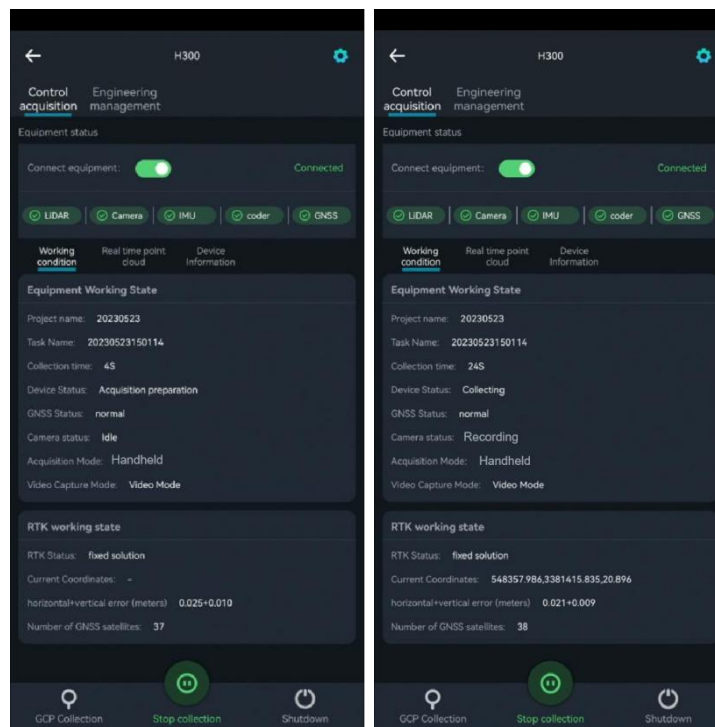 H300
Control acquisition
Engineering management
Equipment status
Connect equipment:
Connected
LiDAR
Camera
IMU
coder
GNSS
Working condition
Real time point cloud
Device Information
Equipment Working State
Project name: 20230523
Task Name: 20230523150114
Collection time: 4S
Device Status: Acquisition preparation
GNSS Status: normal
Camera status: Idle
Acquisition Mode: Handheld
Video Capture Mode: Video Mode
RTK working state
RTK Status: fixed solution
Current Coordinates: -
horizontal+vertical error (meters) 0.025+0.010
Number of GNSS satellites: 37
GCP Collection
Stop collection
Shutdown
H300
Control acquisition
Engineering management
Equipment status
Connect equipment:
Connected
LiDAR
Camera
IMU
coder
GNSS
Working condition
Real time point cloud
Device Information
Equipment Working State
Project name: 20230523
Task Name: 20230523150114
Collection time: 24S
Device Status: Collecting
GNSS Status: normal
Camera status: Recording
Acquisition Mode: Handheld
Video Capture Mode: Video Mode
RTK working state
RTK Status: fixed solution
Current Coordinates: 548357.986,3381415.835,20.896
horizontal+vertical error (meters) 0.021+0.009
Number of GNSS satellites: 38
GCP Collection
Stop collection
Shutdown